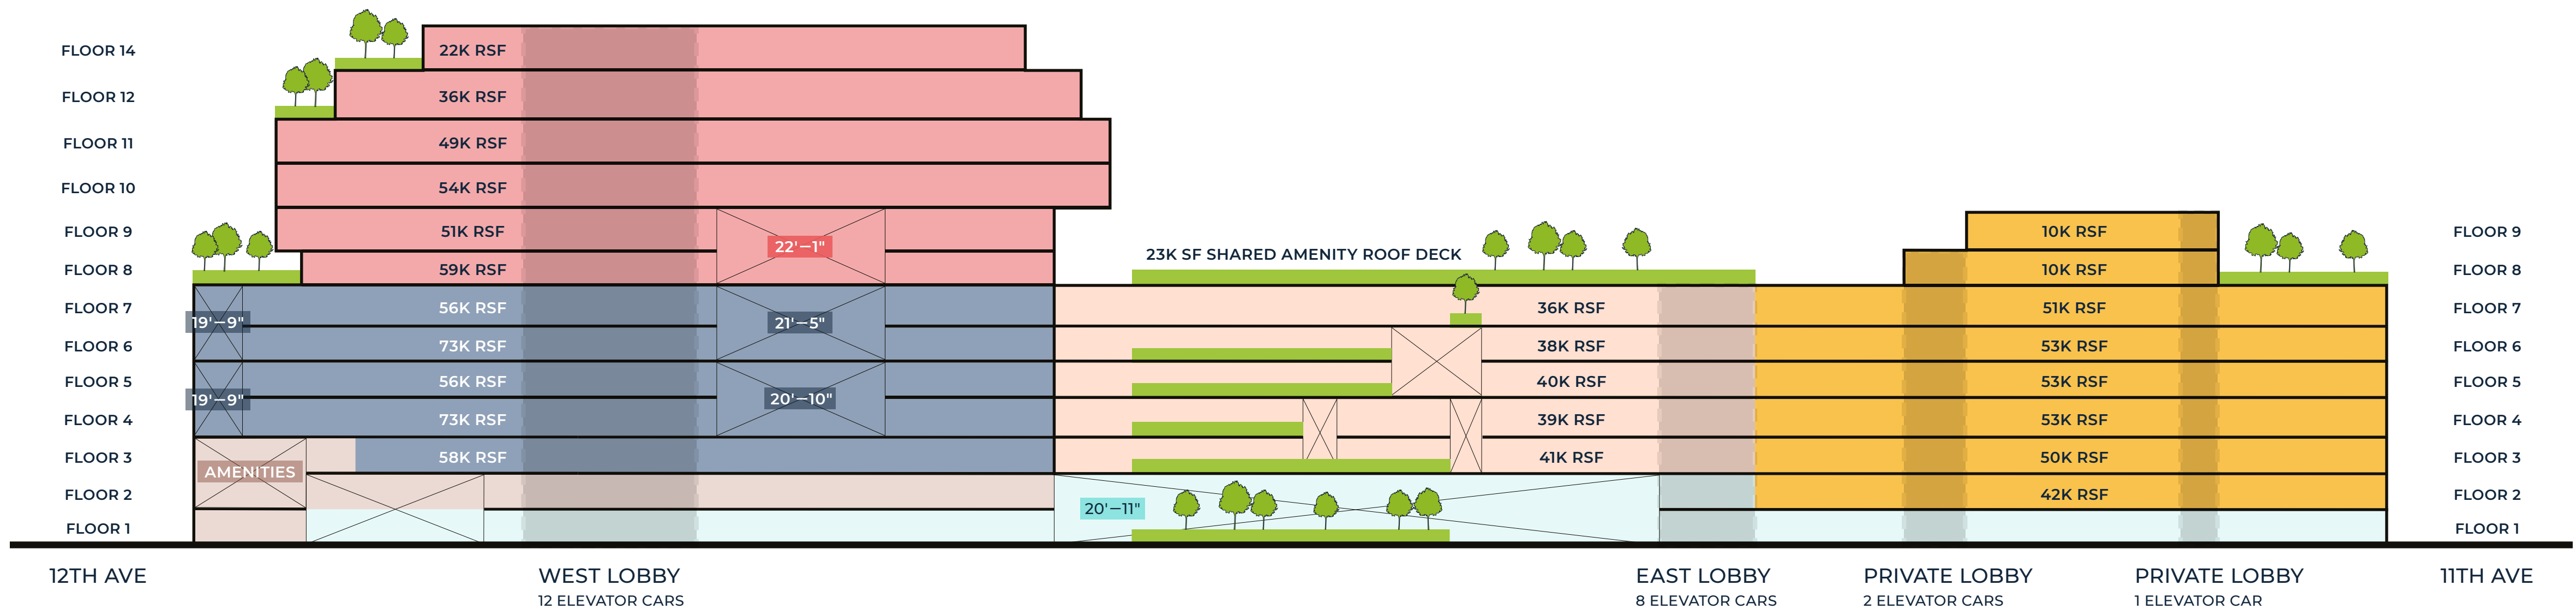 FLOOR 14
22K RSF
FLOOR 12
36K RSF
FLOOR 11
49K RSF
FLOOR 10
54K RSF
FLOOR 9
51K RSF
10K RSF
FLOOR 9
22'—1"
23K SF SHARED AMENITY ROOF DECK
FLOOR 8
59K RSF
10K RSF
FLOOR 8
FLOOR 7
56K RSF
36K RSF
51K RSF
FLOOR 7
19'—9"
21'—5"
FLOOR 6
73K RSF
38K RSF
53K RSF
FLOOR 6
FLOOR 5
56K RSF
40K RSF
53K RSF
FLOOR 5
19'—9"
20'—10"
FLOOR 4
73K RSF
39K RSF
53K RSF
FLOOR 4
FLOOR 3
58K RSF
41K RSF
50K RSF
FLOOR 3
AMENITIES
FLOOR 2
42K RSF
FLOOR 2
20'—11"
FLOOR 1
FLOOR 1
12TH AVE
WEST LOBBY
12 ELEVATOR CARS
EAST LOBBY
8 ELEVATOR CARS
PRIVATE LOBBY
2 ELEVATOR CARS
PRIVATE LOBBY
1 ELEVATOR CAR
11TH AVE